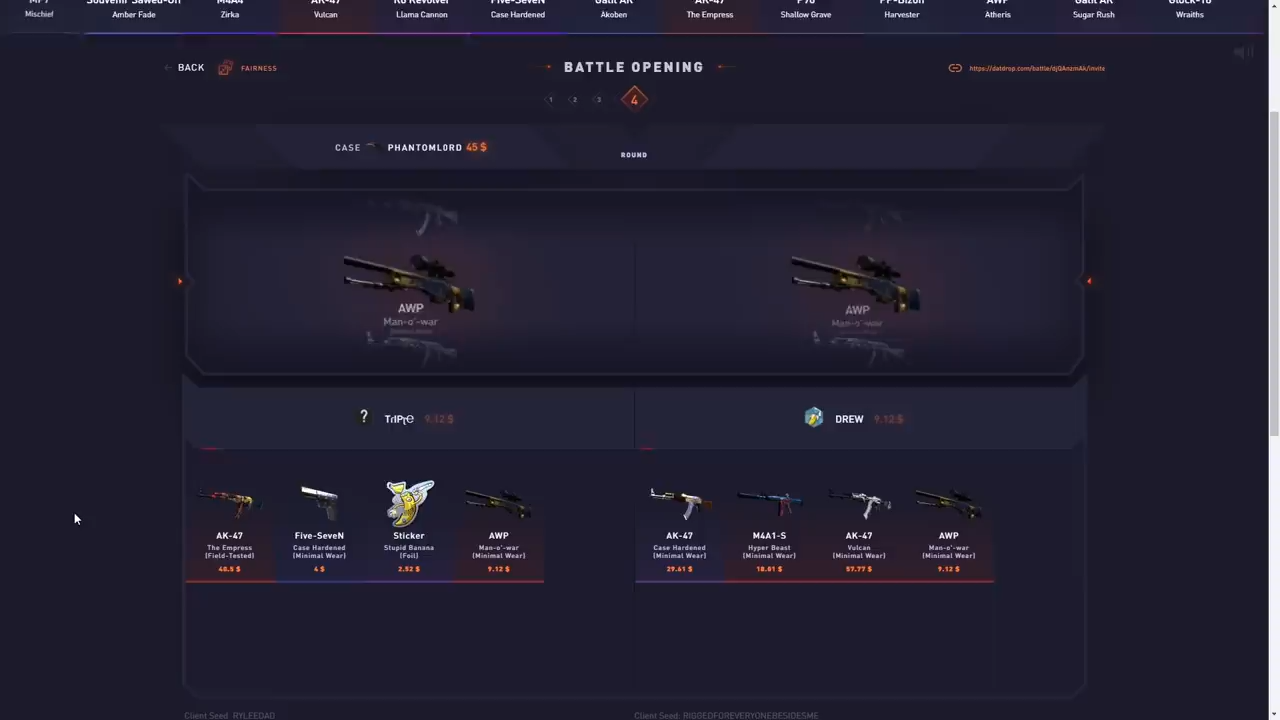 MP7 Souvenir Sawed-Off M4A4 AK-47 R8 Revolver Five-SeveN Galil AR AK-47 P90 PP-Bizon AWP Galil AR Glock-18
Mischief Amber Fade Zirka Vulcan Llama Cannon Case Hardened Akoben The Empress Shallow Grave Harvester Atheris Sugar Rush Wraiths
BACK FAIRNESS BATTLE OPENING
1 2 3 4
CASE PHANTOML0RD 45 $
ROUND
AWP AWP
Man-o'-war Man-o'-war
? TrIPre 9.12 $ DREW 9.12 $
AK-47 Five-SeveN Sticker AWP AK-47 M4A1-S AK-47 AWP
The Empress Case Hardened Stupid Banana Man-o'-war Case Hardened Hyper Beast Vulcan Man-o'-war
(Field-Tested) (Minimal Wear) (Foil) (Minimal Wear) (Minimal Wear) (Minimal Wear) (Minimal Wear) (Minimal Wear)
4 $ 2.52 $ 9.12 $ 29.61 $ 18.81 $ 57.77 $ 9.12 $
Client Seed: RYLEEDAD Client Seed: RIGGEDFOREVERYONEBESIDESME